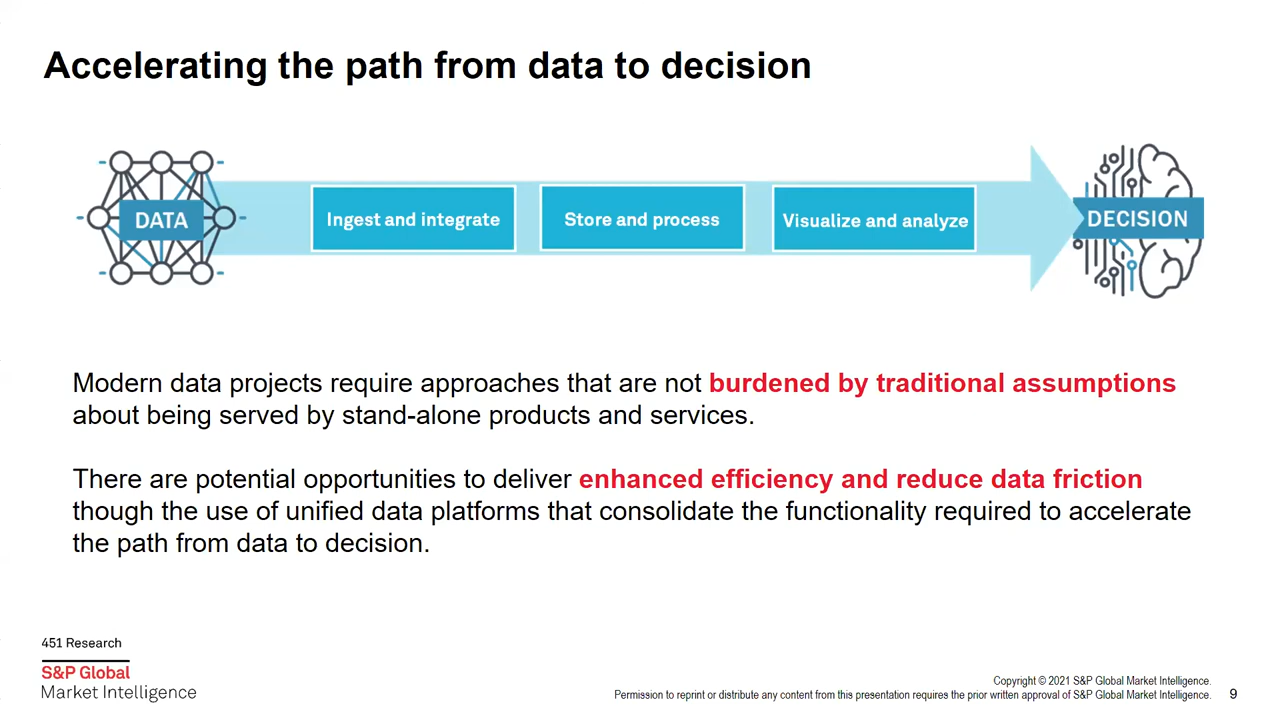 Accelerating the path from data to decision
DATA
Ingest and integrate
Store and process
Visualize and analyze
DECISION
Modern data projects require approaches that are not burdened by traditional assumptions
about being served by stand-alone products and services.
There are potential opportunities to deliver enhanced efficiency and reduce data friction
though the use of unified data platforms that consolidate the functionality required to accelerate
the path from data to decision.
451 Research
S&P Global
Market Intelligence
Copyright © 2021 S&P Global Market Intelligence.
Permission to reprint or distribute any content from this presentation requires the prior written approval of S&P Global Market Intelligence.
9